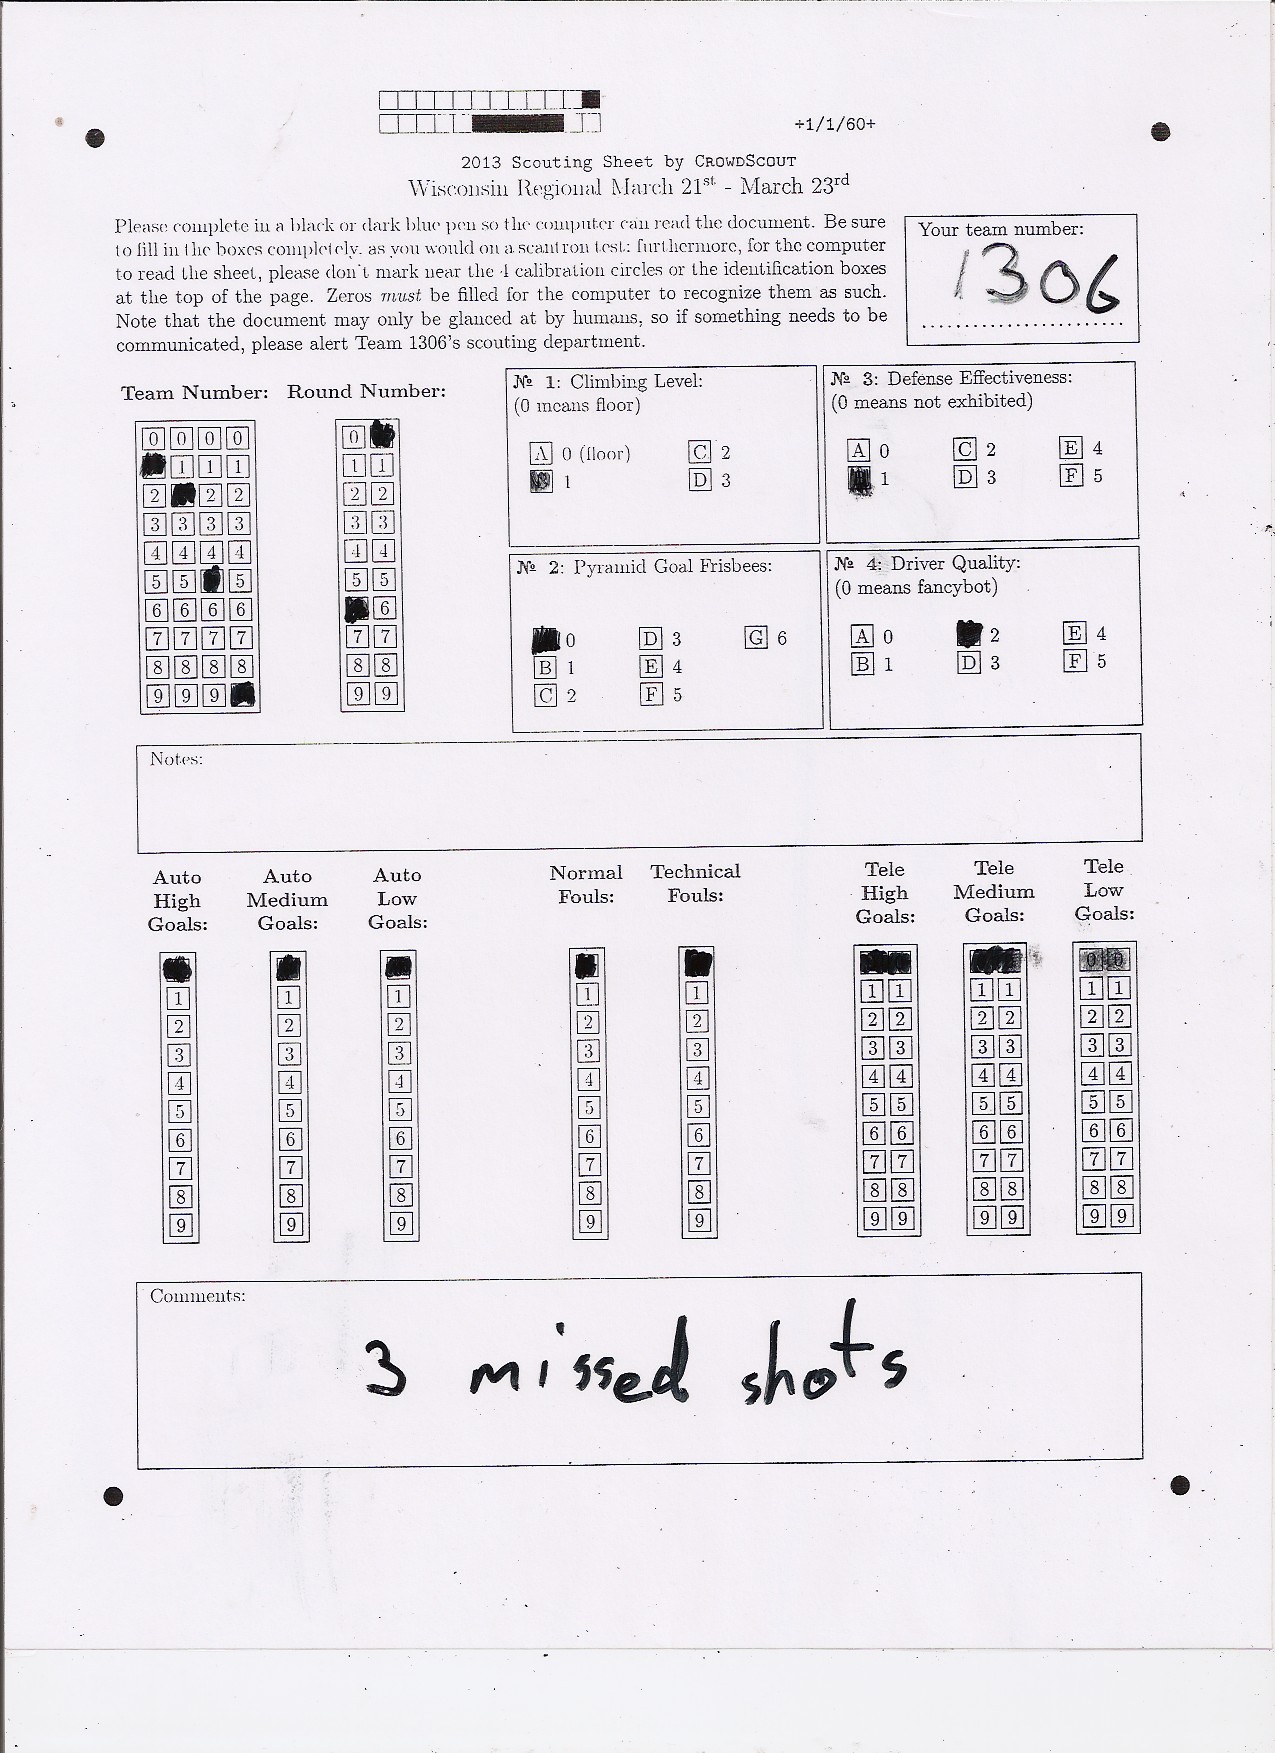 ÷1/1/60+
2013 Scouting Sheet by CROWDSCOUT
Wisconsin Regional March 21st - March 23rd
Please complete in a black or dark blue pen so the computer can read the document. Be sure
to fill in the boxes completely, as you would on a scantron test; furthermore, for the computer
to read the sheet, please don't mark near the 4 calibration circles or the identification boxes
at the top of the page. Zeros must be filled for the computer to recognize them as such.
Note that the document may only be glanced at by humans, so if something needs to be
communicated, please alert Team 1306's scouting department.
Your team number:
1306
Team Number: Round Number:
0 0 0 0 0
1 1 1 1 1
2 2 2 2 2
3 3 3 3 3 3
4 4 4 4 4 4
5 5 5 5 5
6 6 6 6 6
7 7 7 7 7 7
8 8 8 8 8 8
9 9 9 9 9
№ 1: Climbing Level:
(0 means floor)
A 0 (floor) C 2
1 D 3
№ 3: Defense Effectiveness:
(0 means not exhibited)
A 0 C 2 E 4
1 D 3 F 5
№ 2: Pyramid Goal Frisbees:
0 D 3 G 6
B 1 E 4
C 2 F 5
№ 4: Driver Quality:
(0 means fancybot)
A 0 2 E 4
B 1 D 3 F 5
Notes:
Auto High Goals:
1
2
3
4
5
6
7
8
9
Auto Medium Goals:
1
2
3
4
5
6
7
8
9
Auto Low Goals:
1
2
3
4
5
6
7
8
9
Normal Fouls:
1
2
3
4
5
6
7
8
9
Technical Fouls:
1
2
3
4
5
6
7
8
9
Tele High Goals:
1 1
2 2
3 3
4 4
5 5
6 6
7 7
8 8
9 9
Tele Medium Goals:
1 1
2 2
3 3
4 4
5 5
6 6
7 7
8 8
9 9
Tele Low Goals:
0 0
1 1
2 2
3 3
4 4
5 5
6 6
7 7
8 8
9 9
Comments:
3 missed shots